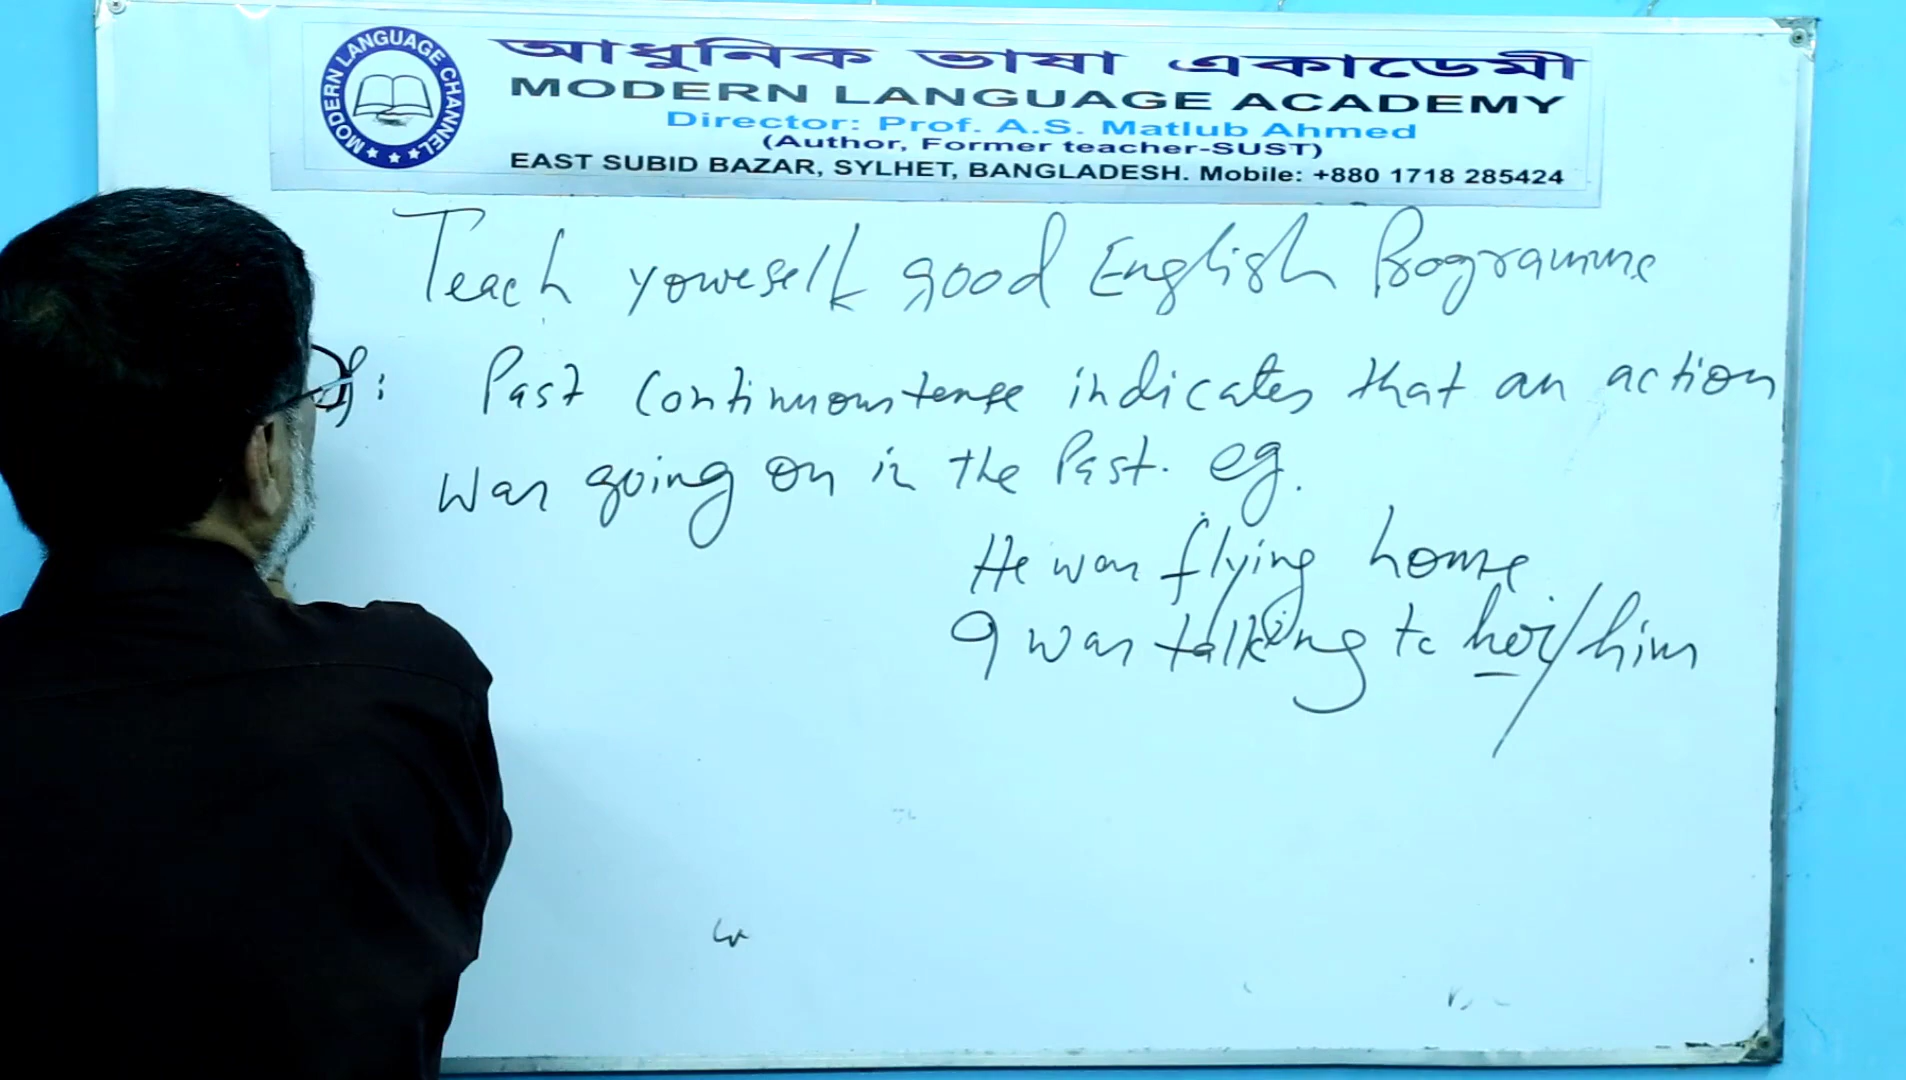 MODERN LANGUAGE CHANNEL
আধুনিক ভাষা একাডেমী
MODERN LANGUAGE ACADEMY
Director: Prof. A.S. Matlub Ahmed
(Author, Former teacher-SUST)
EAST SUBID BAZAR, SYLHET, BANGLADESH. Mobile: +880 1718 285424
Teach yourself good English Programme
Past continuous tense indicates that an action
was going on in the Past. eg.
He was flying home
I was talking to her/him